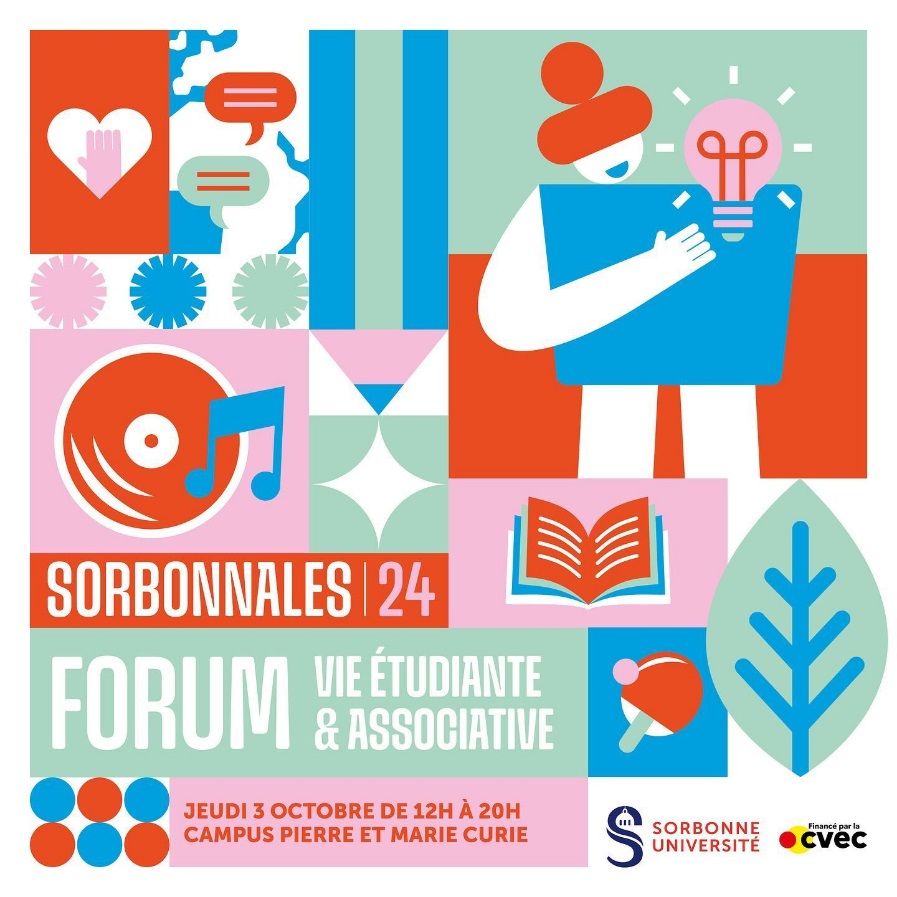 SORBONNALES | 24
FORUM
VIE ÉTUDIANTE
& ASSOCIATIVE
JEUDI 3 OCTOBRE DE 12H À 20H
CAMPUS PIERRE ET MARIE CURIE
SORBONNE
UNIVERSITÉ
Financé par la
cvec